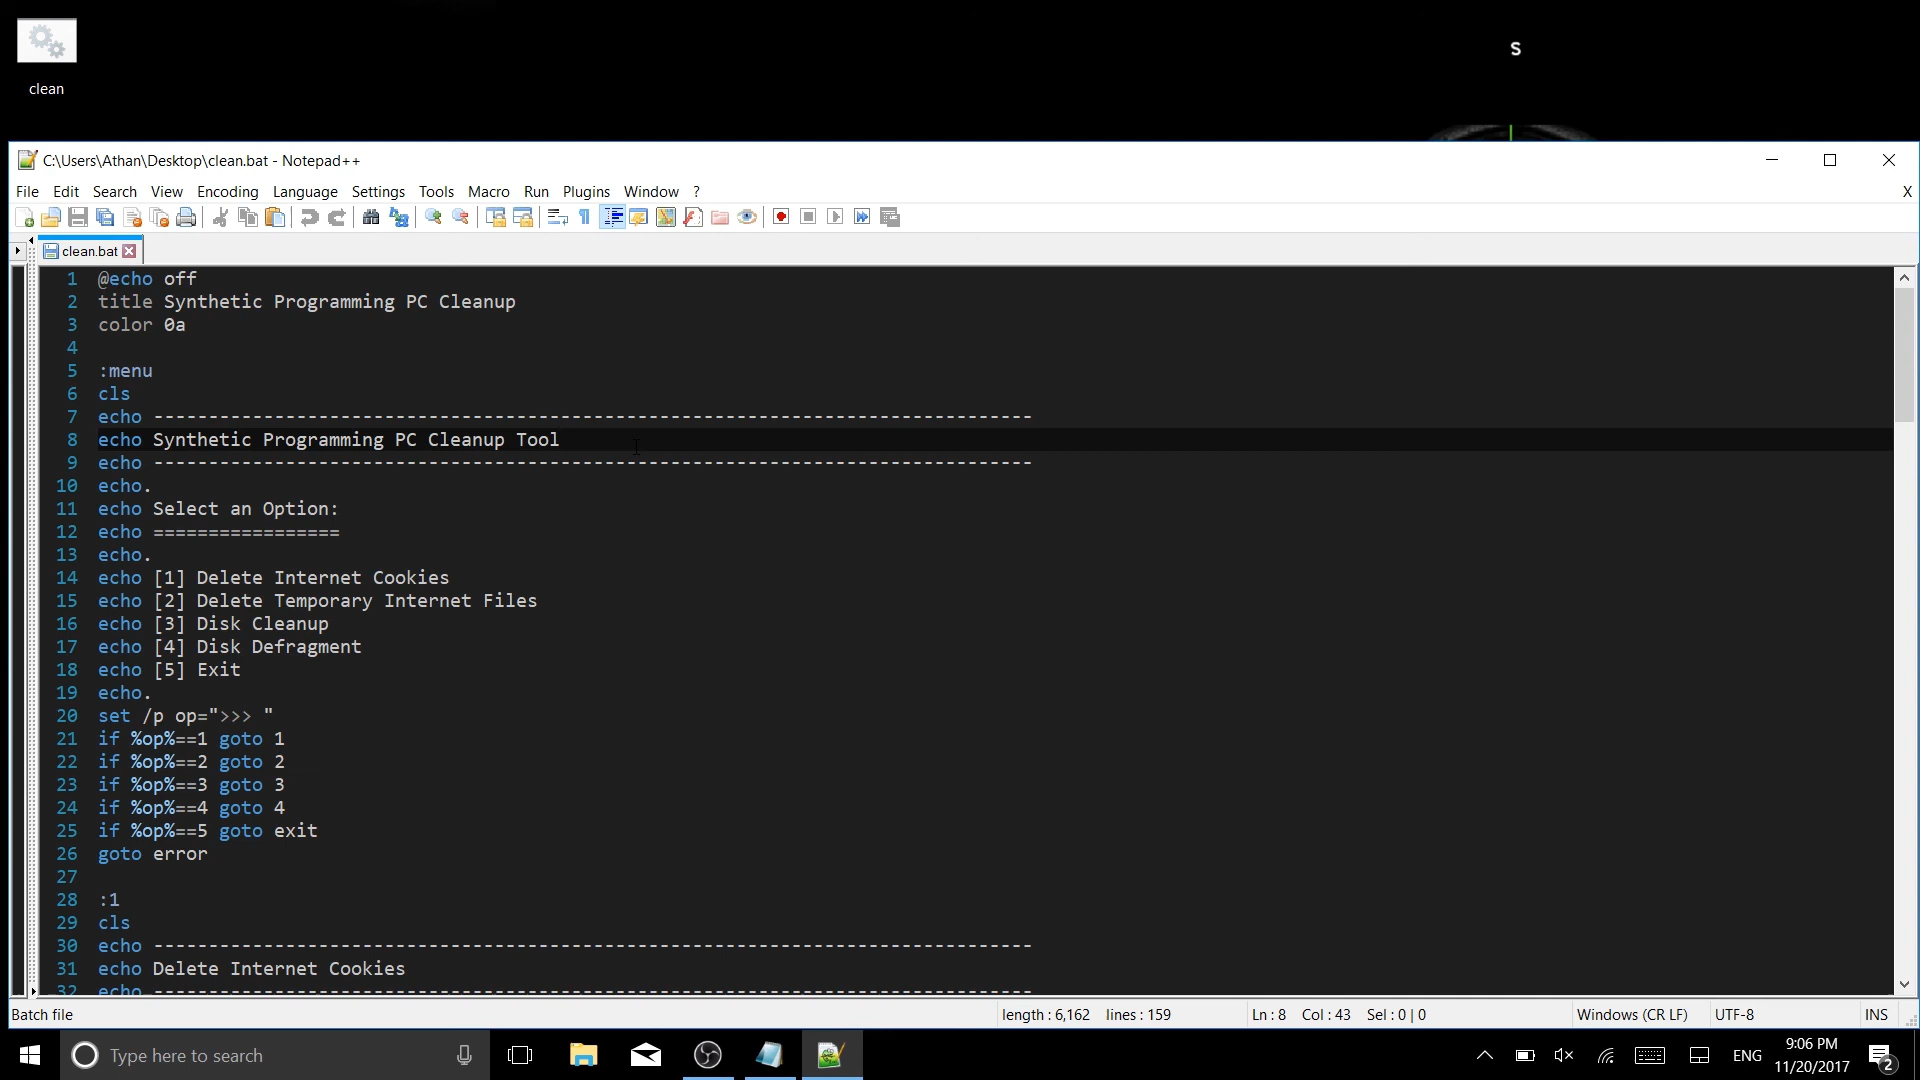 clean
S
C:\Users\Athan\Desktop\clean.bat - Notepad++
File Edit Search View Encoding Language Settings Tools Macro Run Plugins Window ?
X
clean.bat
1 @echo off
2 title Synthetic Programming PC Cleanup
3 color 0a
4
5 :menu
6 cls
7 echo --------------------------------------------------------------------------------
8 echo Synthetic Programming PC Cleanup Tool
9 echo --------------------------------------------------------------------------------
10 echo.
11 echo Select an Option:
12 echo =================
13 echo.
14 echo [1] Delete Internet Cookies
15 echo [2] Delete Temporary Internet Files
16 echo [3] Disk Cleanup
17 echo [4] Disk Defragment
18 echo [5] Exit
19 echo.
20 set /p op=">>> "
21 if %op%==1 goto 1
22 if %op%==2 goto 2
23 if %op%==3 goto 3
24 if %op%==4 goto 4
25 if %op%==5 goto exit
26 goto error
27
28 :1
29 cls
30 echo --------------------------------------------------------------------------------
31 echo Delete Internet Cookies
32 echo --------------------------------------------------------------------------------
Batch file length : 6,162 lines : 159 Ln : 8 Col : 43 Sel : 0 | 0 Windows (CR LF) UTF-8 INS
Type here to search
ENG
9:06 PM
11/20/2017
2